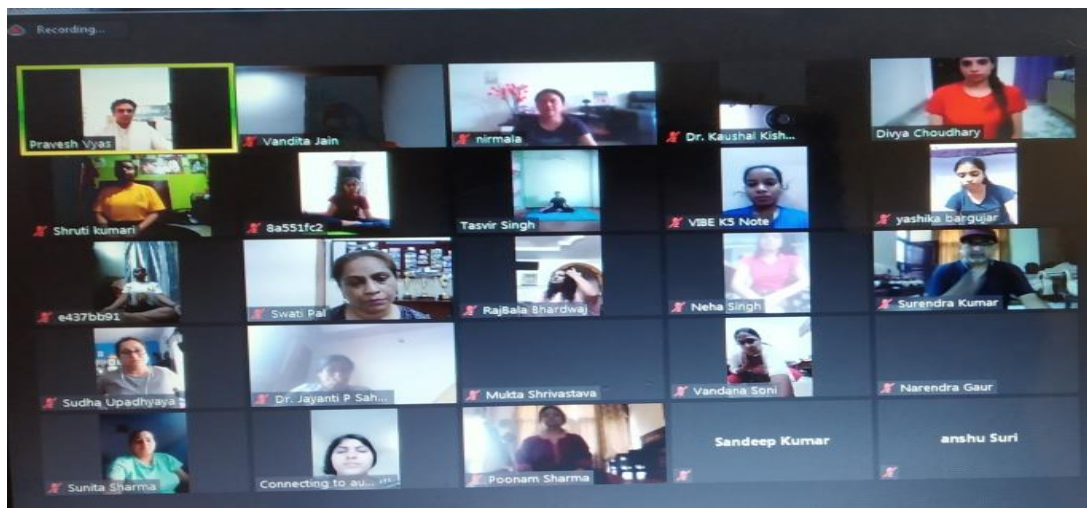 Recording...
Pravesh Vyas
Vandita Jain
nirmala
Dr. Kaushal Kish...
Divya Choudhary
Shruti kumari
8a551fc2
Tasvir Singh
VIBE K5 Note
yashika bargujar
e437bb91
Swati Pal
RajBala Bhardwaj
Neha Singh
Surendra Kumar
Sudha Upadhyaya
Dr. Jayanti P Sah...
Mukta Shrivastava
Vandana Soni
Narendra Gaur
Sunita Sharma
Connecting to au... ...
Poonam Sharma
Sandeep Kumar
anshu Suri